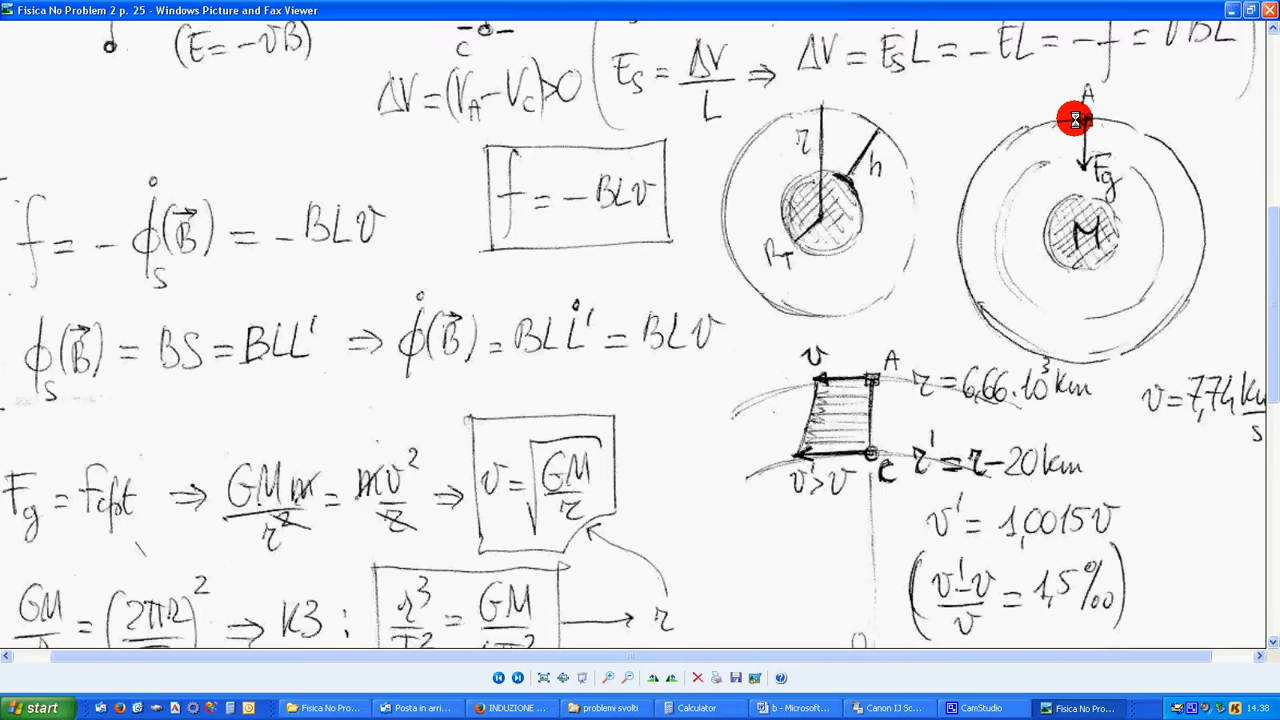 Fisica No Problem 2 p. 25 - Windows Picture and Fax Viewer
d (E = -vB)
C
ΔV = (V_A - V_C) > 0
E_S = ΔV/L ⇒ ΔV = E_S L = -EL = -f = vBL
r
h
R_T
A
F_g
M
f = - φ̇_S(B⃗) = - BLv
f = - BLv
φ_S(B⃗) = BS = BLL' ⇒ φ̇(B⃗) = BLL̇' = BLv
v
A
r = 6,66·10³ km
v = 7,74 km/s
v' > v
C
r' = r - 20 km
v' = 1,0015 v
((v' - v)/v = 1,5‰)
F_g = F_cpt ⇒ GMm/r² = mv²/r ⇒ v = √(GM/r)
GM = (2πr)² ⇒ K3 : r³/T² = GM → r
start
Fisica No Pro...
Posta in arri...
INDUZIONE ...
problemi svolti
Calculator
b - Microsoft...
Canon IJ Sc...
CamStudio
Fisica No Pro...
14.38